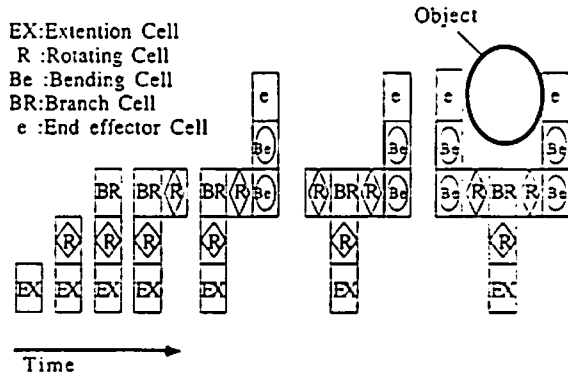 Object
EX:Extention Cell
R :Rotating Cell
Be :Bending Cell
BR:Branch Cell
e :End effector Cell
e e e e
Be Be Be Be
BR BR R BR R Be R BR R Be Be R BR R Be
R R R R R R
EX EX EX EX EX EX EX
Time